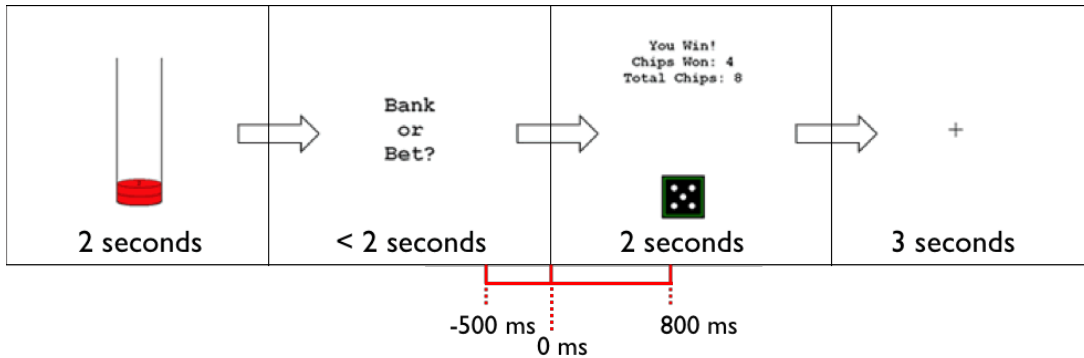 You Win!
Chips Won: 4
Total Chips: 8
Bank
or
Bet?
2 seconds
< 2 seconds
2 seconds
3 seconds
-500 ms
0 ms
800 ms